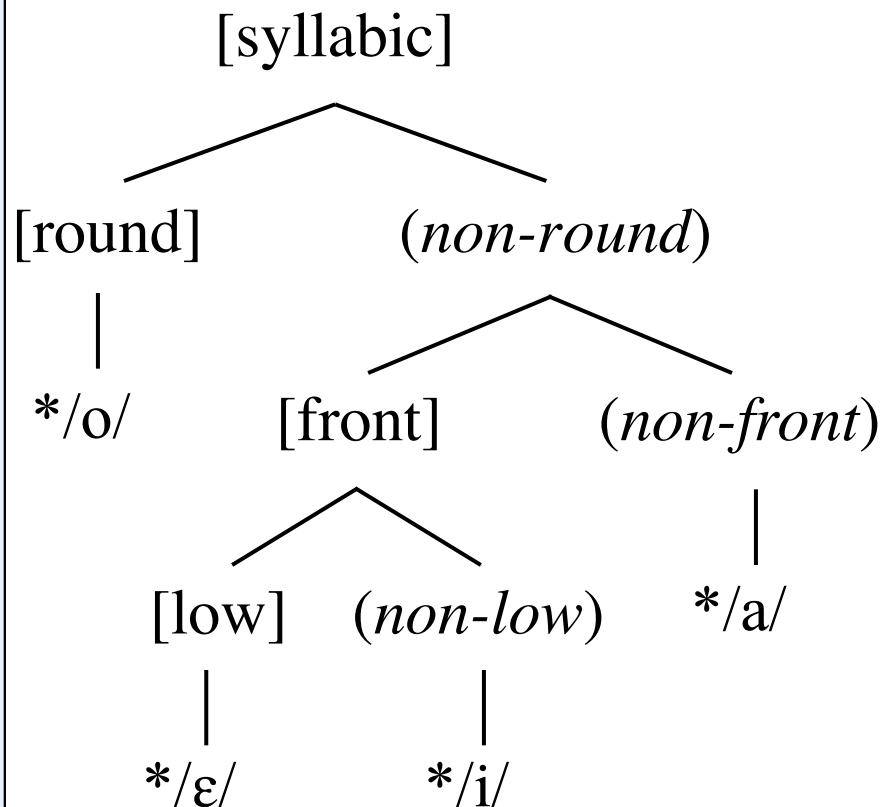 [syllabic]
[round] (non-round)
*/o/ [front] (non-front)
[low] (non-low) */a/
*/ɛ/ */i/